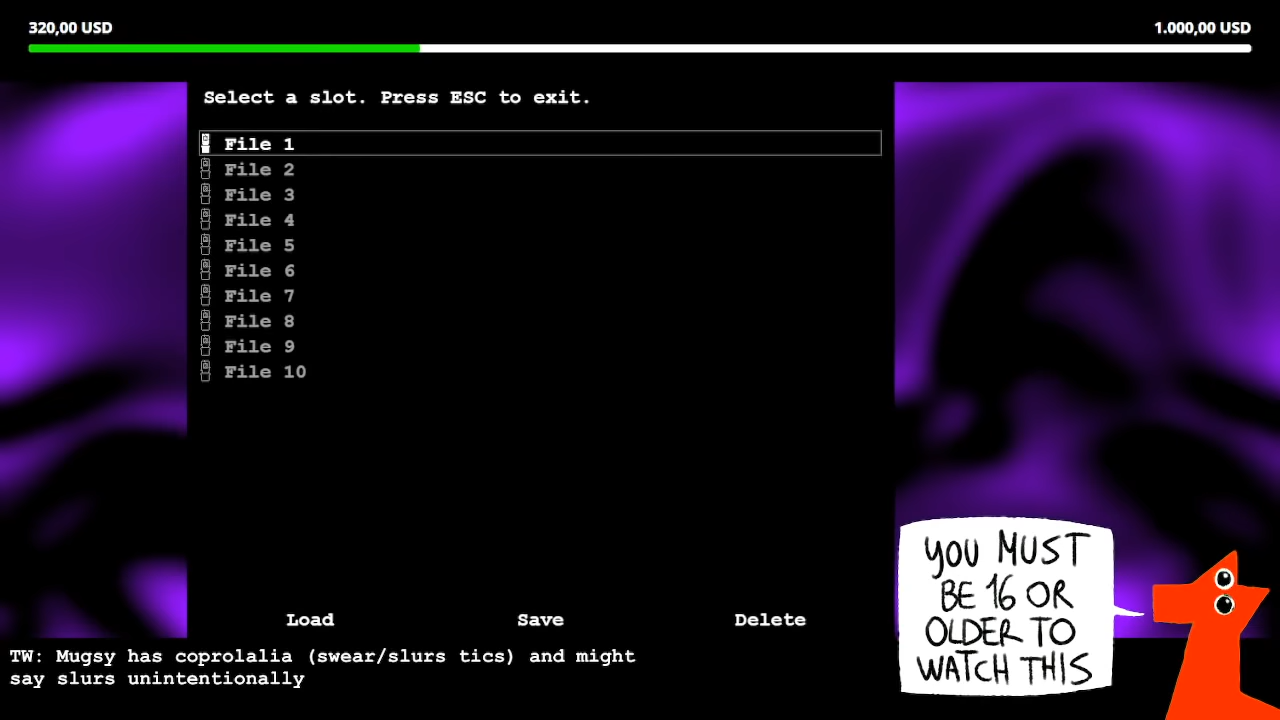 320,00 USD
1.000,00 USD
Select a slot. Press ESC to exit.
File 1
File 2
File 3
File 4
File 5
File 6
File 7
File 8
File 9
File 10
Load
Save
Delete
TW: Mugsy has coprolalia (swear/slurs tics) and might
say slurs unintentionally
YOU MUST
BE 16 OR
OLDER TO
WATCH THIS